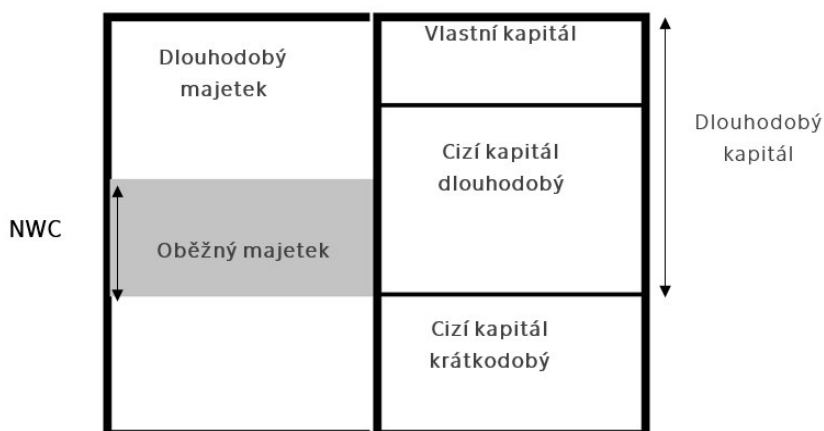 Dlouhodobý
majetek
Vlastní kapitál
Cizí kapitál
dlouhodobý
Dlouhodobý
kapitál
NWC
Oběžný majetek
Cizí kapitál
krátkodobý